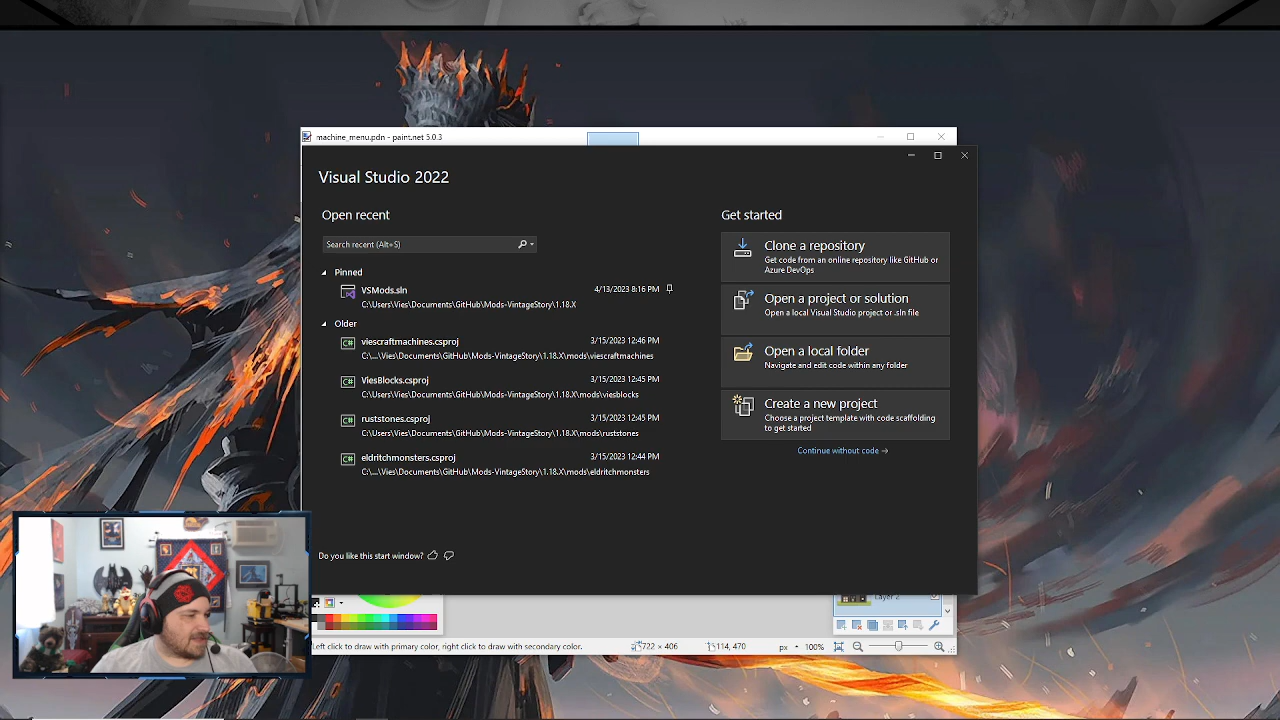 machine_menu.pdn - paint.net 5.0.3
Visual Studio 2022
Open recent
Search recent (Alt+S)
Pinned
VSMods.sln
4/13/2023 8:16 PM
C:\Users\Vies\Documents\GitHub\Mods-VintageStory\1.18.X
Older
viescraftmachines.csproj
3/15/2023 12:46 PM
C:\...\Vies\Documents\GitHub\Mods-VintageStory\1.18.X\mods\viescraftmachines
ViesBlocks.csproj
3/15/2023 12:45 PM
C:\Users\Vies\Documents\GitHub\Mods-VintageStory\1.18.X\mods\viesblocks
ruststones.csproj
3/15/2023 12:45 PM
C:\Users\Vies\Documents\GitHub\Mods-VintageStory\1.18.X\mods\ruststones
eldritchmonsters.csproj
3/15/2023 12:44 PM
C:\...\Vies\Documents\GitHub\Mods-VintageStory\1.18.X\mods\eldritchmonsters
Do you like this start window?
Get started
Clone a repository
Get code from an online repository like GitHub or
Azure DevOps
Open a project or solution
Open a local Visual Studio project or .sln file
Open a local folder
Navigate and edit code within any folder
Create a new project
Choose a project template with code scaffolding
to get started
Continue without code →
Layer 2
Left click to draw with primary color, right click to draw with secondary color.
722 × 406
114, 470
px
100%